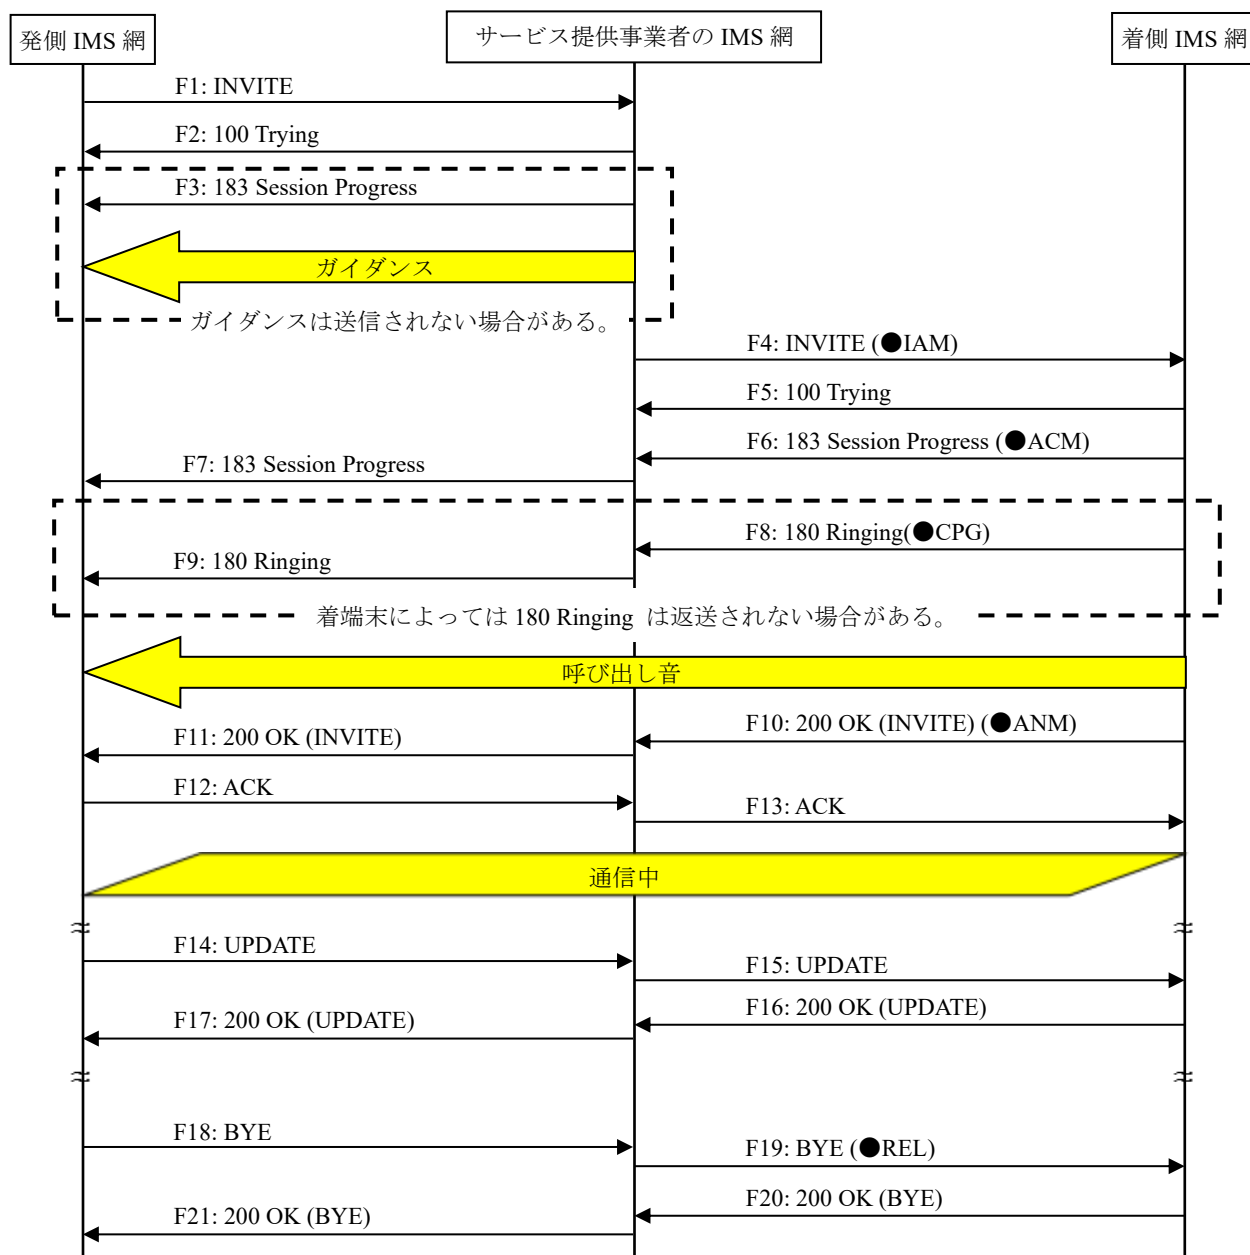 発側 IMS 網
サービス提供事業者の IMS 網
着側 IMS 網
F1: INVITE
F2: 100 Trying
F3: 183 Session Progress
ガイダンス
ガイダンスは送信されない場合がある。
F4: INVITE (●IAM)
F5: 100 Trying
F6: 183 Session Progress (●ACM)
F7: 183 Session Progress
F8: 180 Ringing(●CPG)
F9: 180 Ringing
着端末によっては 180 Ringing は返送されない場合がある。
呼び出し音
F10: 200 OK (INVITE) (●ANM)
F11: 200 OK (INVITE)
F12: ACK
F13: ACK
通信中
F14: UPDATE
F15: UPDATE
F16: 200 OK (UPDATE)
F17: 200 OK (UPDATE)
F18: BYE
F19: BYE (●REL)
F20: 200 OK (BYE)
F21: 200 OK (BYE)